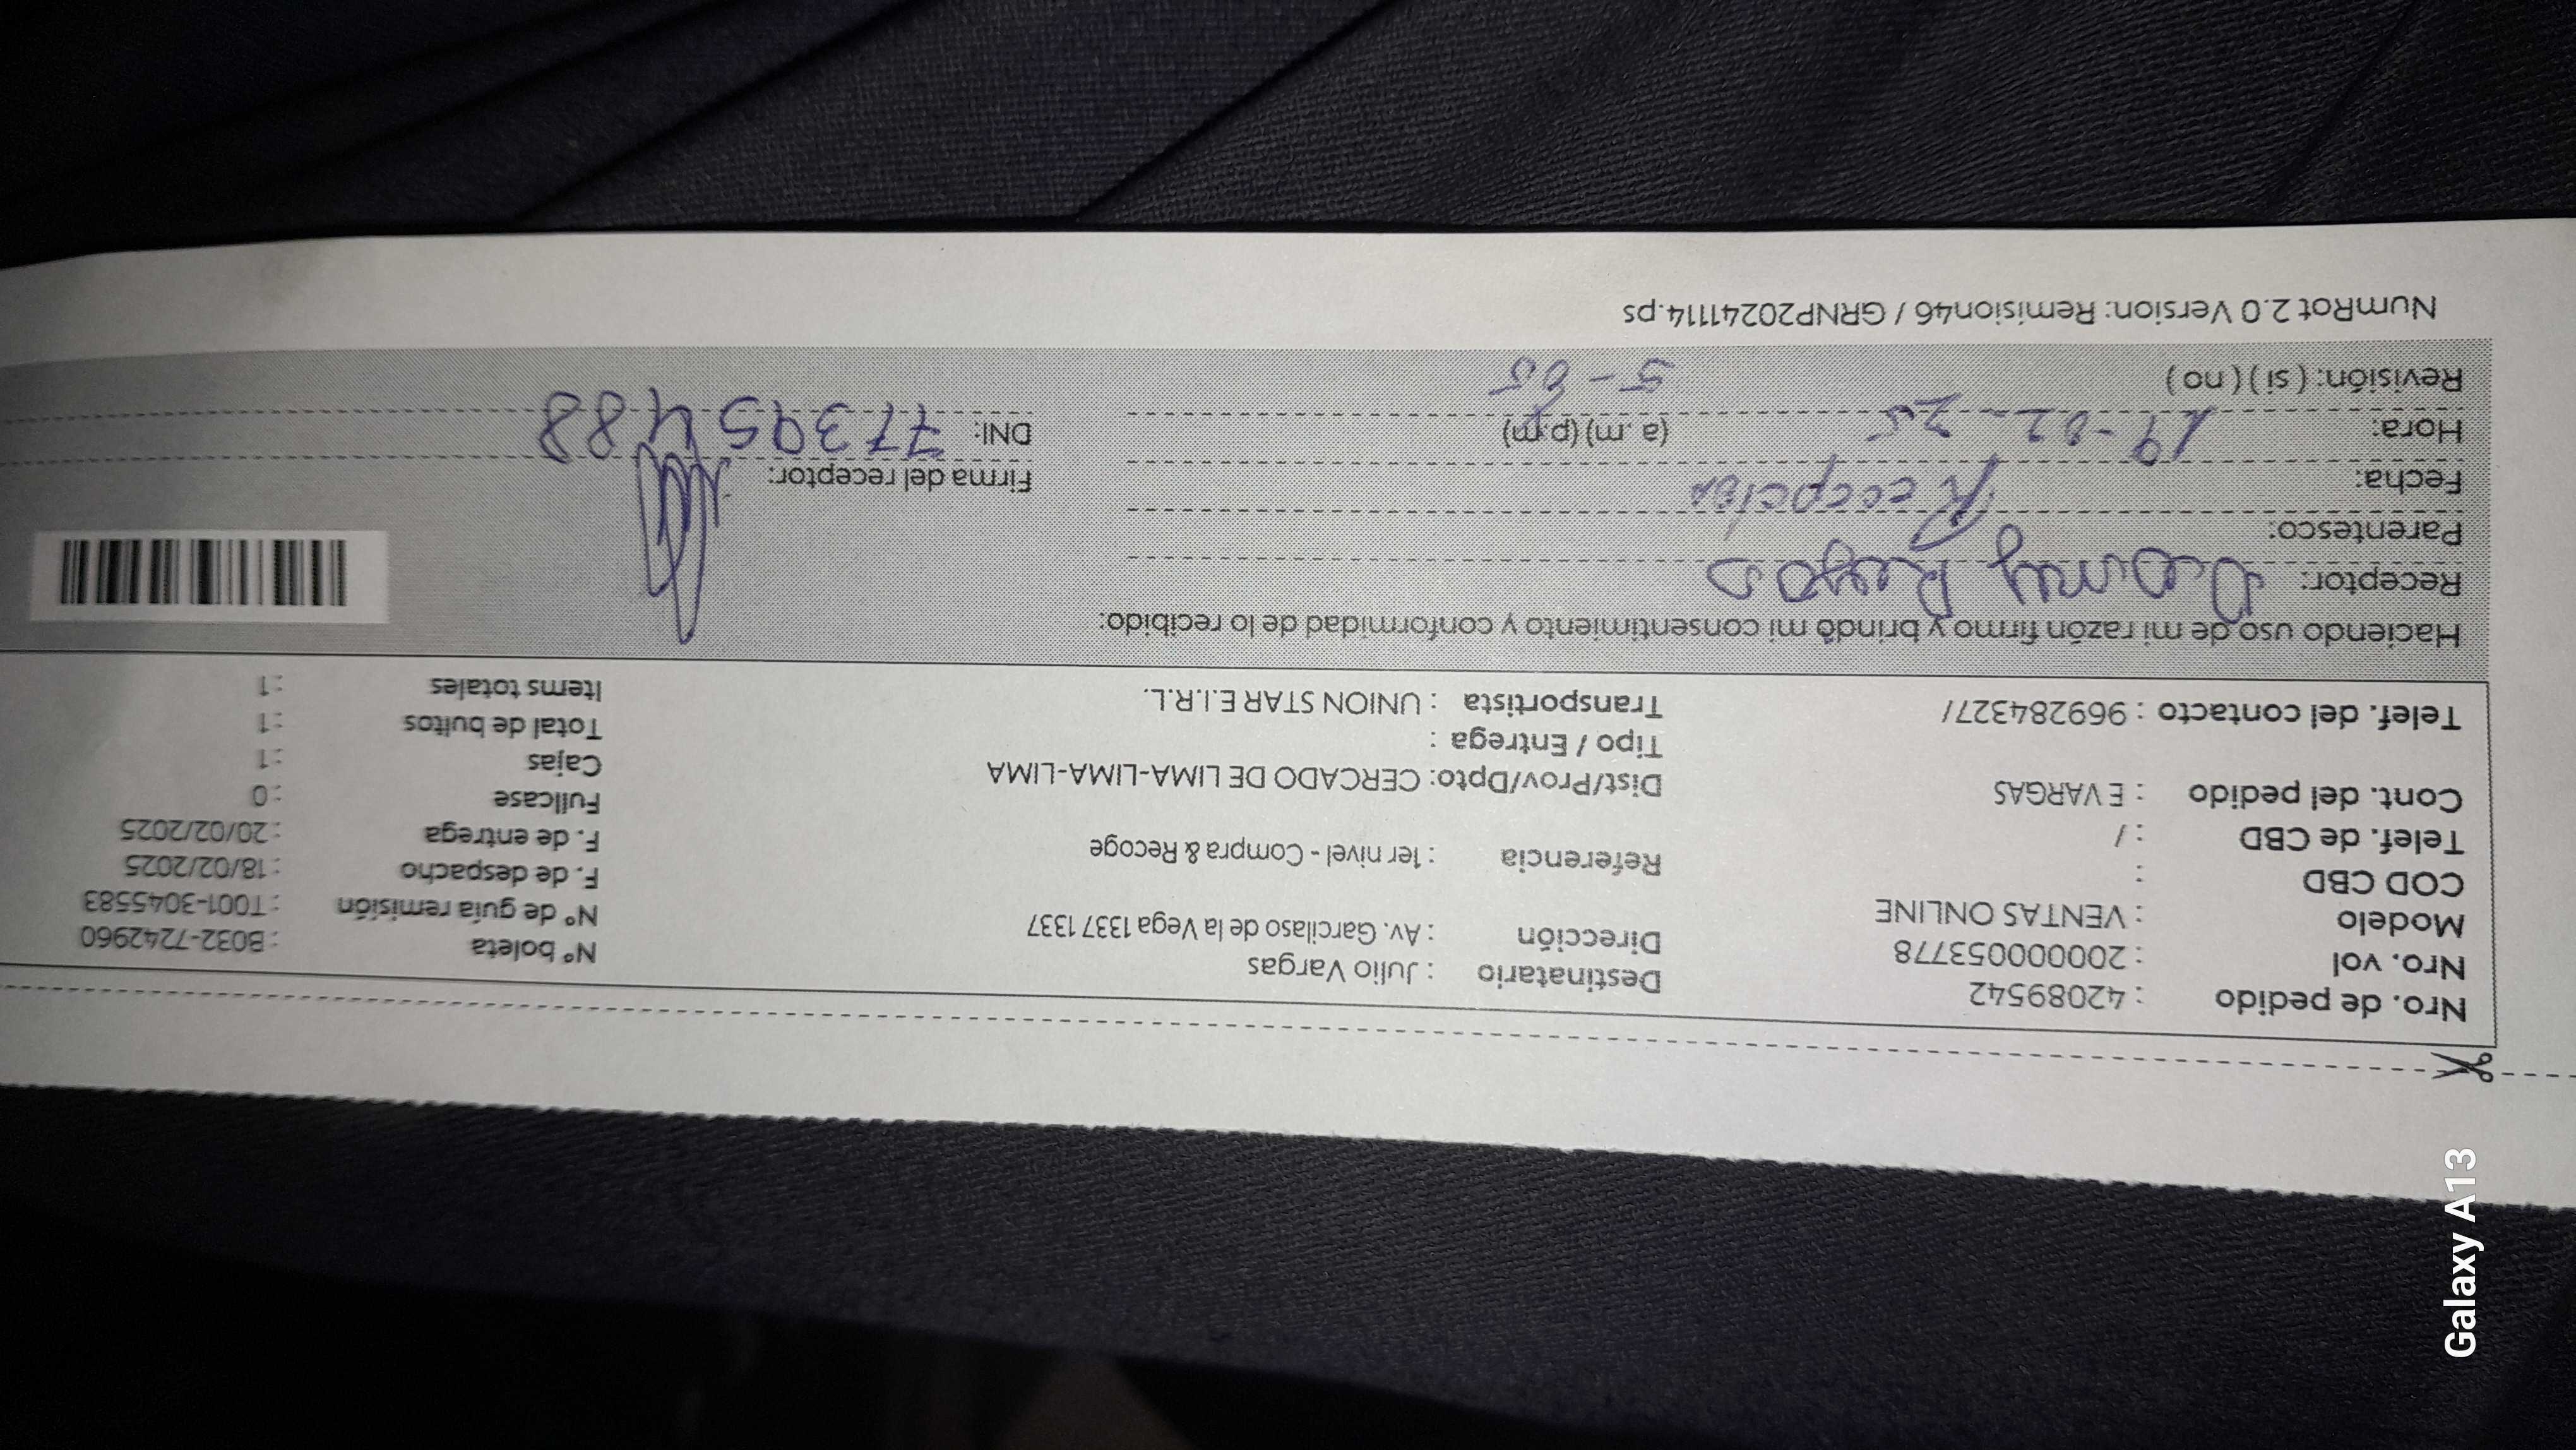 Nro. de pedido : 42089542 Destinatario : Julio Vargas Nº boleta : B032-7242960
Nro. vol : 20000053778 Dirección : Av. Garcilaso de la Vega 1337 1337 Nº de guía remisión : T001-3045583
Modelo : VENTAS ONLINE F. de despacho : 18/02/2025
COD CBD : Referencia : 1er nivel - Compra & Recoge F. de entrega : 20/02/2025
Telef. de CBD : / Fullcase : 0
Cont. del pedido : E VARGAS Dist/Prov/Dpto: CERCADO DE LIMA-LIMA-LIMA Cajas : 1
Tipo / Entrega : Total de bultos : 1
Telef. del contacto : 969284327/ Transportista : UNION STAR E.I.R.L. Items totales : 1
Haciendo uso de mi razón firmo y brindo mi consentimiento y conformidad de lo recibido:
Receptor: Reyes
Parentesco: Recepción
Fecha: 19-02-25 Firma del receptor:
Hora: (a. m) (p.m) DNI: 77395488
Revisión: ( si ) ( no ) 5-05
NumRot 2.0 Version: Remision46 / GRNP20241114.ps
Galaxy A13